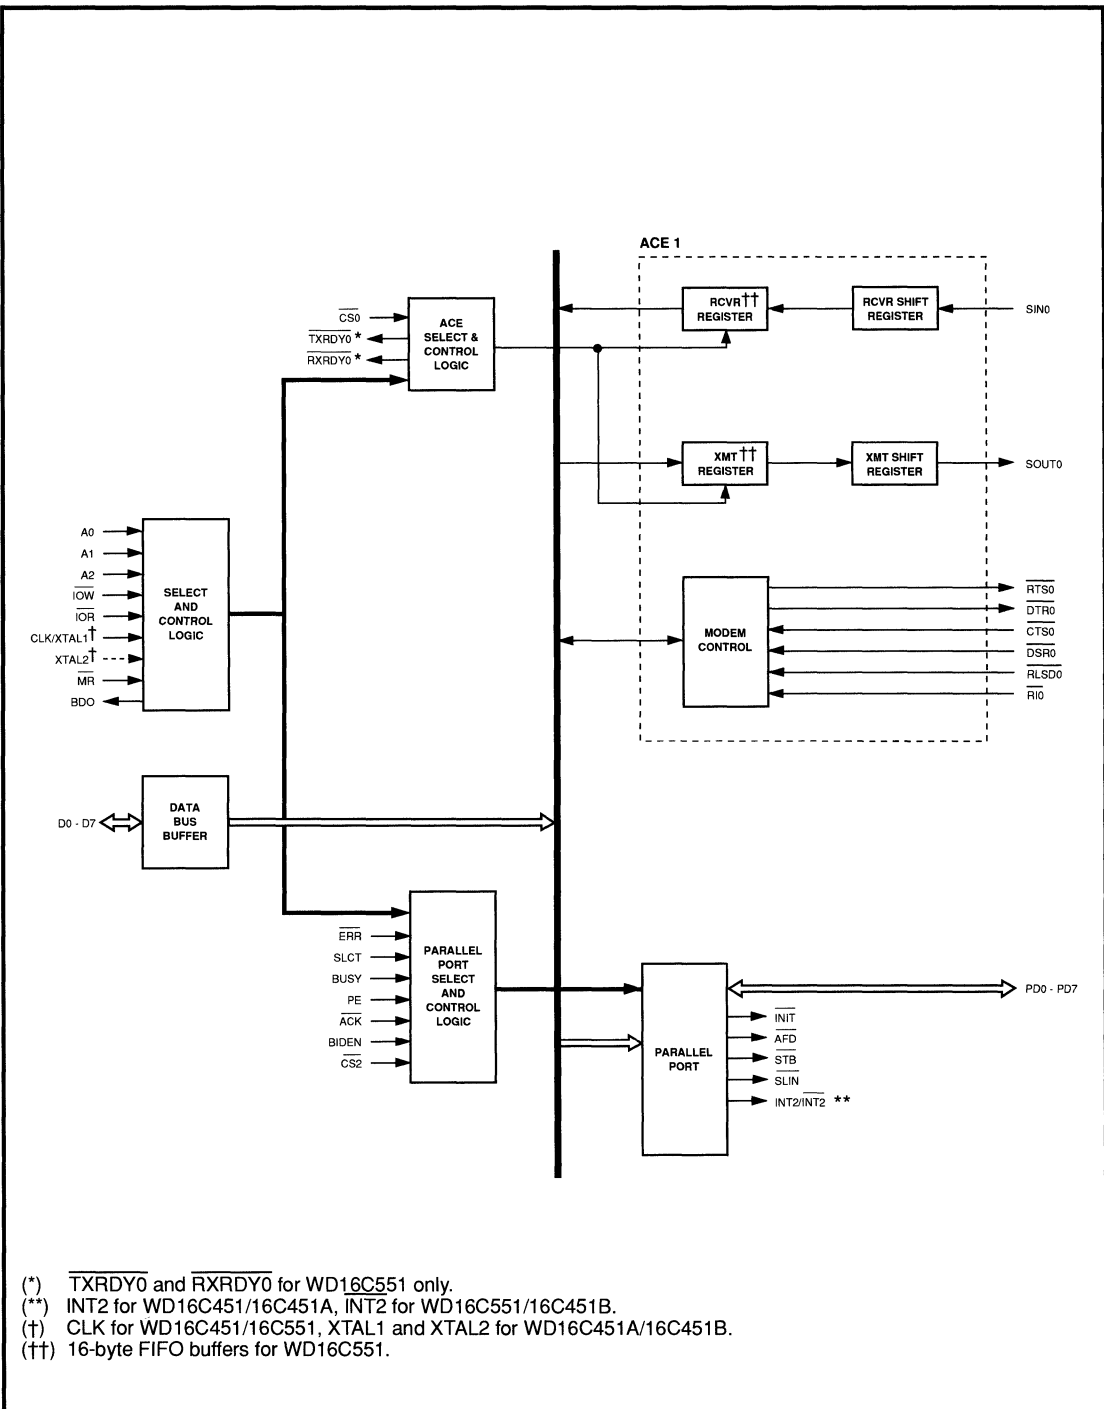 ACE 1
CS0
TXRDY0 *
RXRDY0 *
ACE
SELECT &
CONTROL
LOGIC
RCVR††
REGISTER
RCVR SHIFT
REGISTER
SIN0
XMT††
REGISTER
XMT SHIFT
REGISTER
SOUT0
A0
A1
A2
IOW
IOR
CLK/XTAL1†
XTAL2†
MR
BDO
SELECT
AND
CONTROL
LOGIC
MODEM
CONTROL
RTS0
DTR0
CTS0
DSR0
RLSD0
RI0
D0 - D7
DATA
BUS
BUFFER
ERR
SLCT
BUSY
PE
ACK
BIDEN
CS2
PARALLEL
PORT
SELECT
AND
CONTROL
LOGIC
PARALLEL
PORT
PD0 - PD7
INIT
AFD
STB
SLIN
INT2/INT2 **
(*) TXRDY0 and RXRDY0 for WD16C551 only.
(**) INT2 for WD16C451/16C451A, INT2 for WD16C551/16C451B.
(†) CLK for WD16C451/16C551, XTAL1 and XTAL2 for WD16C451A/16C451B.
(††) 16-byte FIFO buffers for WD16C551.